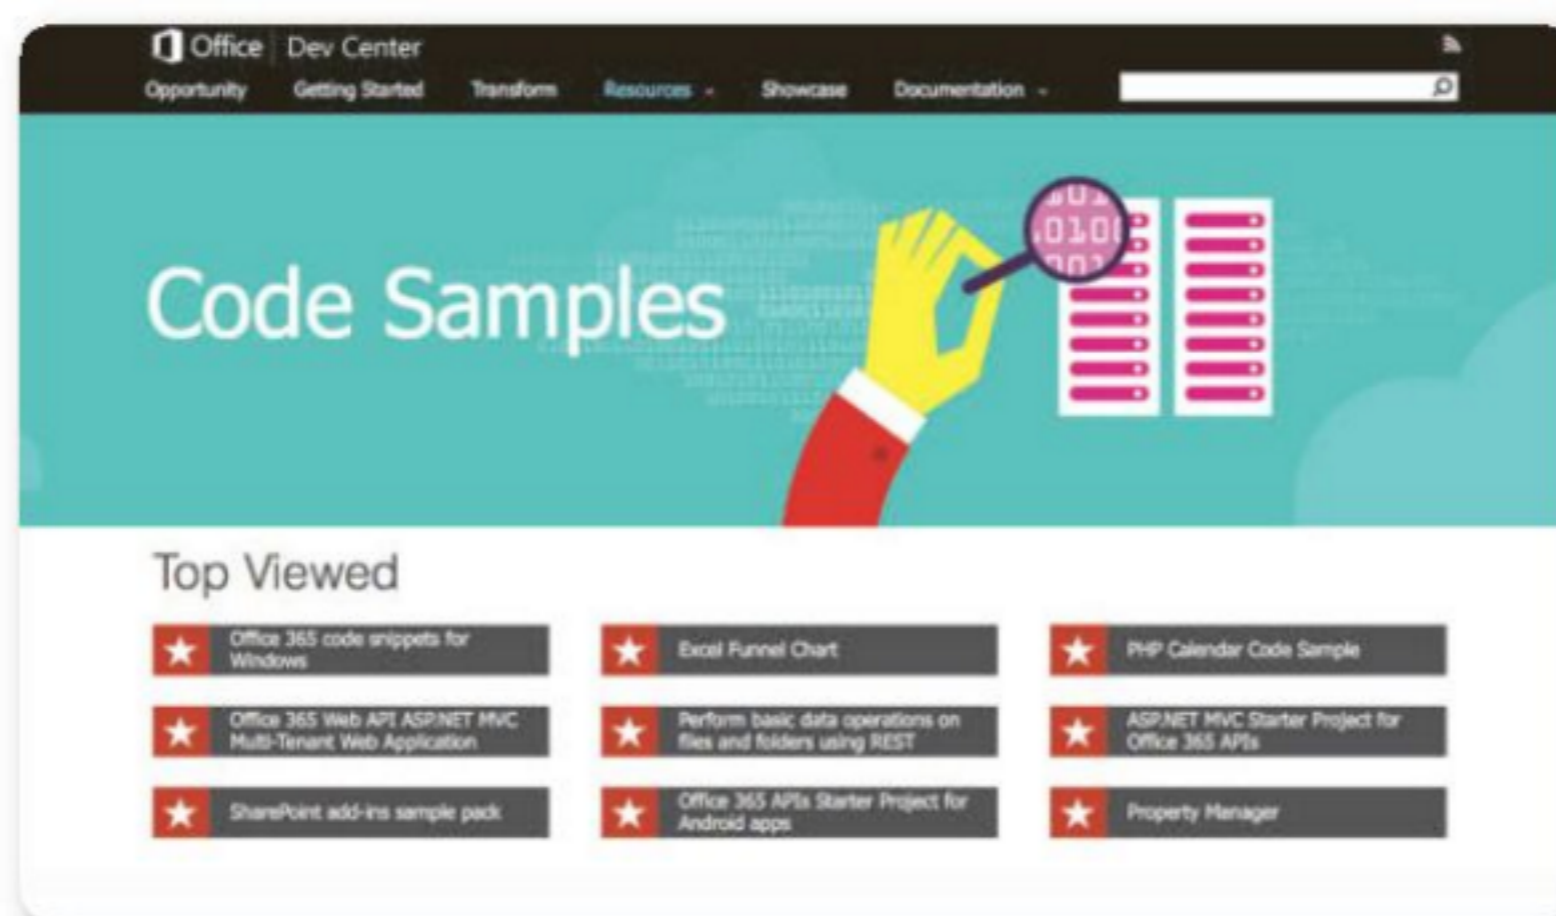 Office | Dev Center
Opportunity Getting Started Transform Resources Showcase Documentation
101
0100
001
Code Samples
Top Viewed
Office 365 code snippets for
Windows
Excel Funnel Chart
PHP Calendar Code Sample
Office 365 Web API ASP.NET MVC
Multi-Tenant Web Application
Perform basic data operations on
files and folders using REST
ASP.NET MVC Starter Project for
Office 365 APIs
SharePoint add-ins sample pack
Office 365 APIs Starter Project for
Android apps
Property Manager